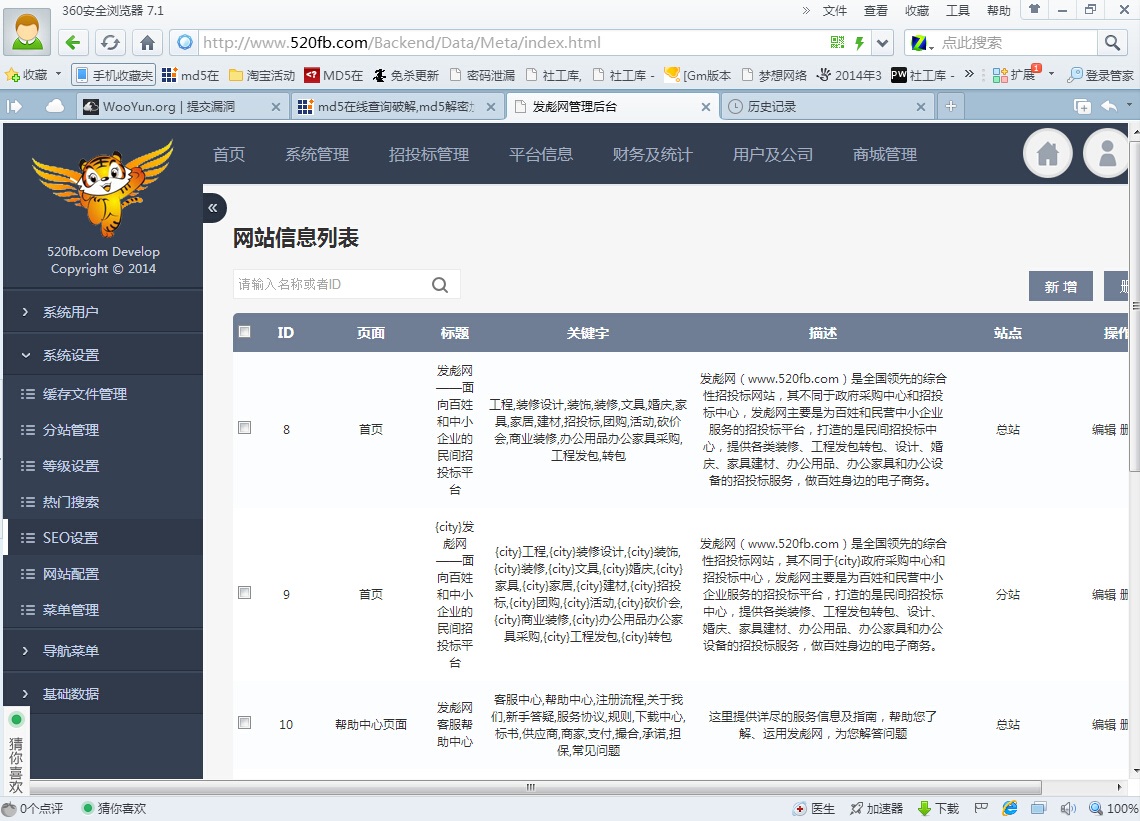 360安全浏览器 7.1
» 文件 查看 收藏 工具 帮助
http://www.520fb.com/Backend/Data/Meta/index.html
点此搜索
收藏 手机收藏夹 md5在 淘宝活动 MD5在 免杀更新 密码泄漏 社工库, 社工库 - [Gm版本 梦想网络 2014年3 社工库 - » 扩展 1 登录管家
WooYun.org | 提交漏洞
md5在线查询破解,md5解密
发彪网管理后台
历史记录
首页 系统管理 招投标管理 平台信息 财务及统计 用户及公司 商城管理
520fb.com Develop
Copyright © 2014
系统用户
系统设置
缓存文件管理
分站管理
等级设置
热门搜索
SEO设置
网站配置
菜单管理
导航菜单
基础数据
猜你喜欢
«
网站信息列表
请输入名称或者ID
新 增
ID 页面 标题 关键字 描述 站点 操作
8
首页
发彪网
——面
向百姓
和中小
企业的
民间招
投标平
台
工程,装修设计,装饰,装修,文具,婚庆,家
具,家居,建材,招投标,团购,活动,砍价
会,商业装修,办公用品办公家具采购,
工程发包,转包
发彪网（www.520fb.com）是全国领先的综合
性招投标网站，其不同于政府采购中心和招投
标中心，发彪网主要是为百姓和民营中小企业
服务的招投标平台，打造的是民间招投标中
心，提供各类装修、工程发包转包、设计、婚
庆、家具建材、办公用品、办公家具和办公设
备的招投标服务，做百姓身边的电子商务。
总站
编辑 删
9
首页
{city}发
彪网
——面
向百姓
和中小
企业的
民间招
投标平
台
{city}工程,{city}装修设计,{city}装饰,
{city}装修,{city}文具,{city}婚庆,{city}
家具,{city}家居,{city}建材,{city}招投
标,{city}团购,{city}活动,{city}砍价会,
{city}商业装修,{city}办公用品办公家
具采购,{city}工程发包,{city}转包
发彪网（www.520fb.com）是全国领先的综合
性招投标网站，其不同于{city}政府采购中心和
招投标中心，发彪网主要是为百姓和民营中小
企业服务的招投标平台，打造的是民间招投标
中心，提供各类装修、工程发包转包、设计、
婚庆、家具建材、办公用品、办公家具和办公
设备的招投标服务，做百姓身边的电子商务。
分站
编辑 删
10
帮助中心页面
发彪网
客服帮
助中心
客服中心,帮助中心,注册流程,关于我
们,新手答疑,服务协议,规则,下载中心,
标书,供应商,商家,支付,撮合,承诺,担
保,常见问题
这里提供详尽的服务信息及指南，帮助您了
解、运用发彪网，为您解答问题
总站
编辑 删
0个点评 猜你喜欢 医生 加速器 下载 100%